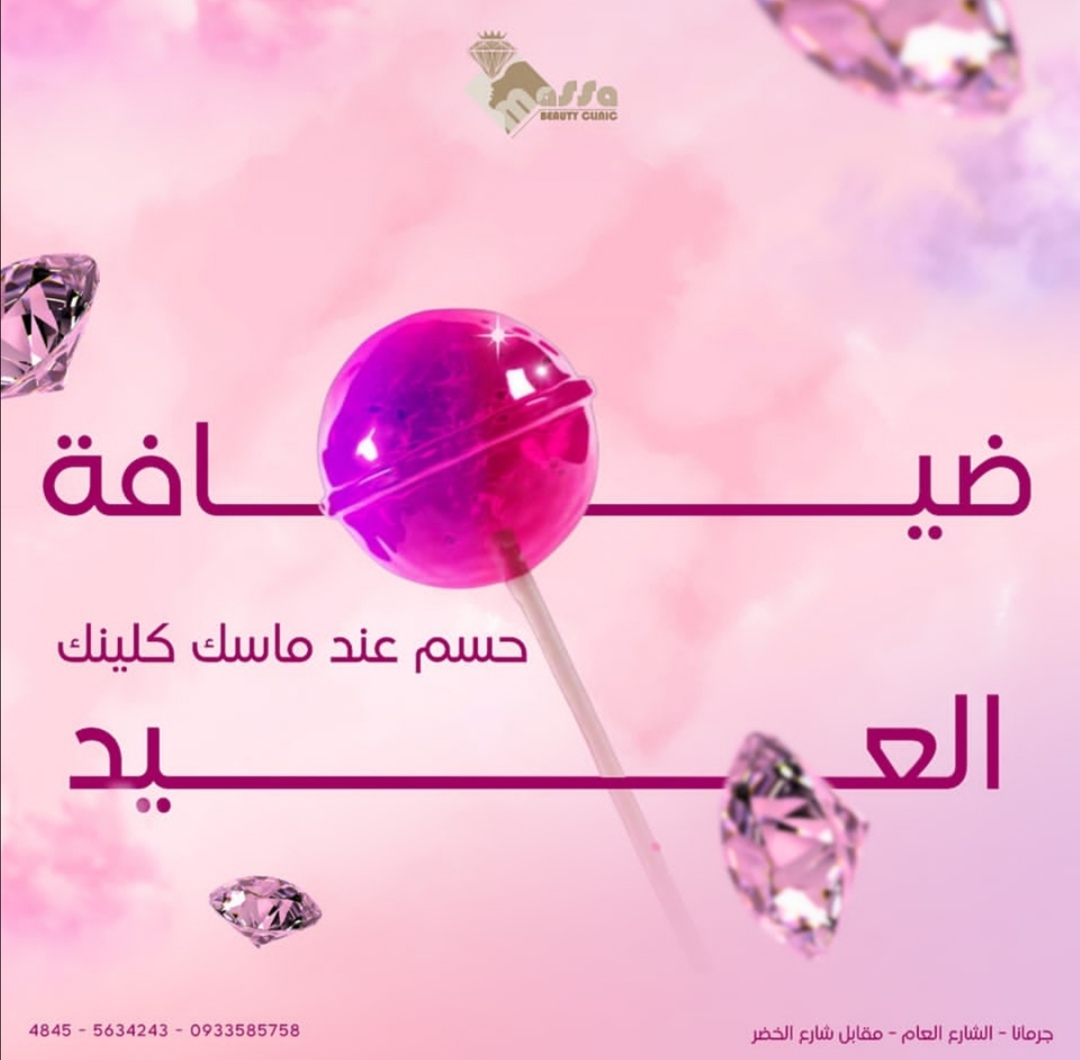 massa
BEAUTY CLINIC
ضيافة
حسم عند ماسك كلينك
العيد
جرمانا - الشارع العام - مقابل شارع الخضر
4845 - 5634243 - 0933585758